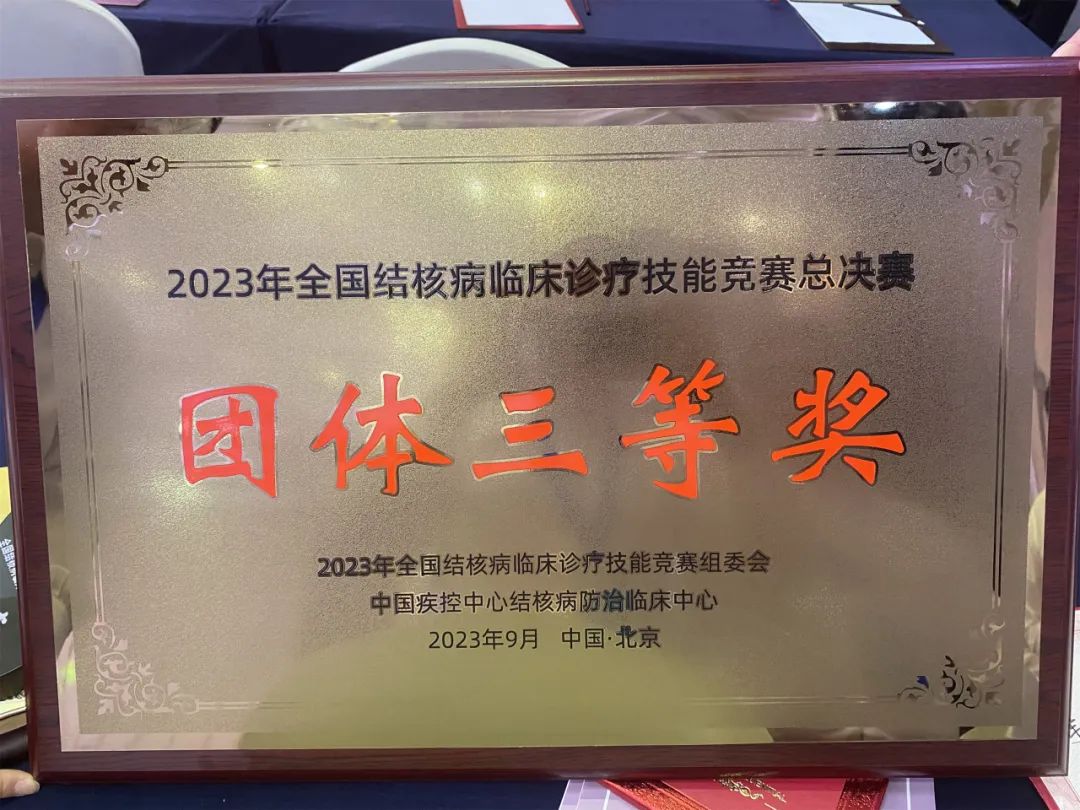 2023年全国结核病临床诊疗技能竞赛总决赛
团体三等奖
2023年全国结核病临床诊疗技能竞赛组委会
中国疾控中心结核病防治临床中心
2023年9月 中国·北京